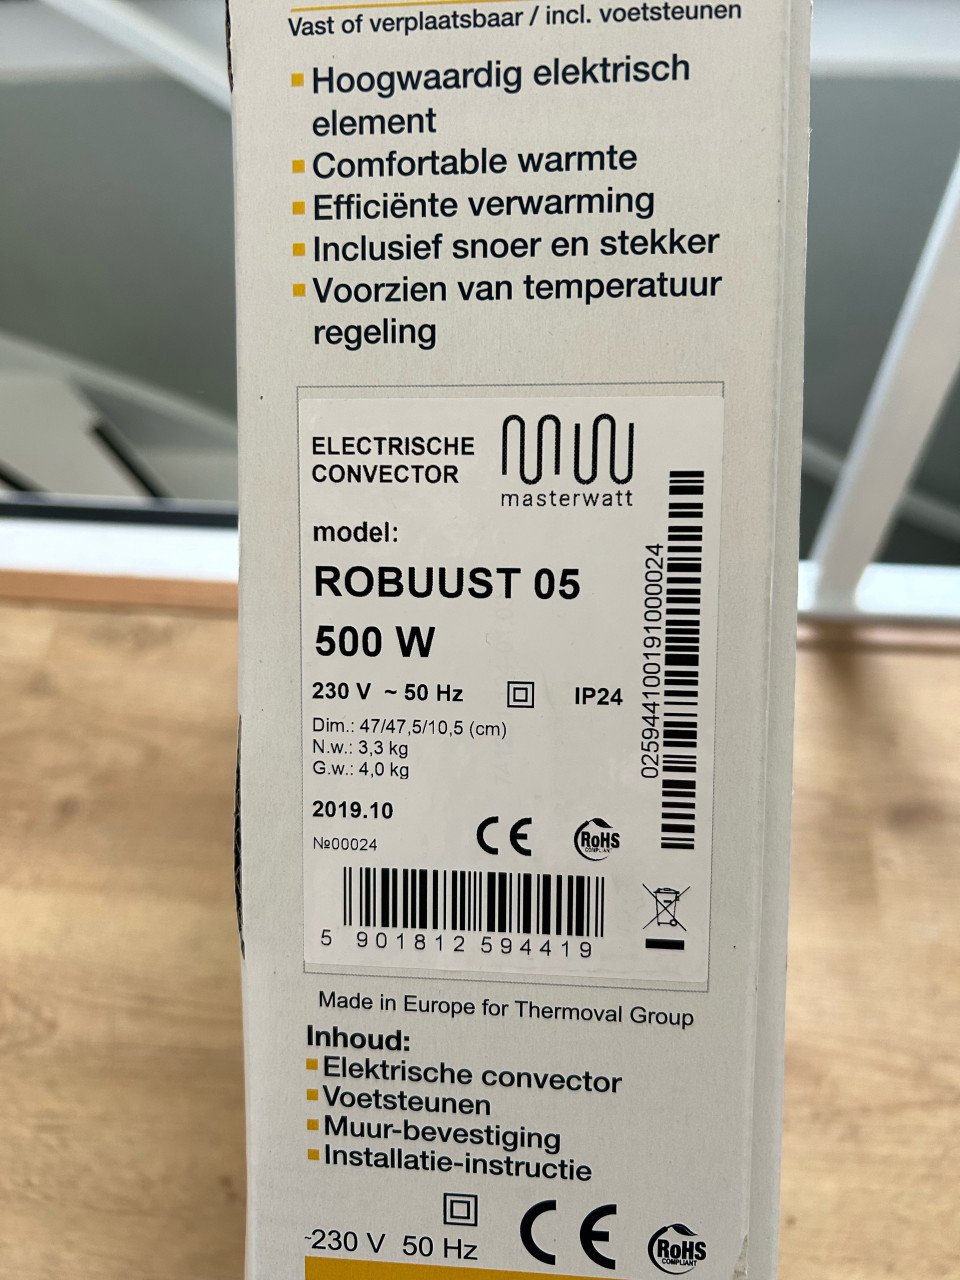 Vast of verplaatsbaar / incl. voetsteunen
Hoogwaardig elektrisch
element
Comfortable warmte
Efficiënte verwarming
Inclusief snoer en stekker
Voorzien van temperatuur
regeling
ELECTRISCHE
CONVECTOR
masterwatt
model:
ROBUUST 05
500 W
230 V ~ 50 Hz
IP24
Dim.: 47/47,5/10,5 (cm)
N.w.: 3,3 kg
G.w.: 4,0 kg
2019.10
№00024
CE
RoHS
COMPLIANT
025944100191000024
5 901812 594419
Made in Europe for Thermoval Group
Inhoud:
Elektrische convector
Voetsteunen
Muur-bevestiging
Installatie-instructie
~230 V 50 Hz
CE
RoHS
COMPLIANT